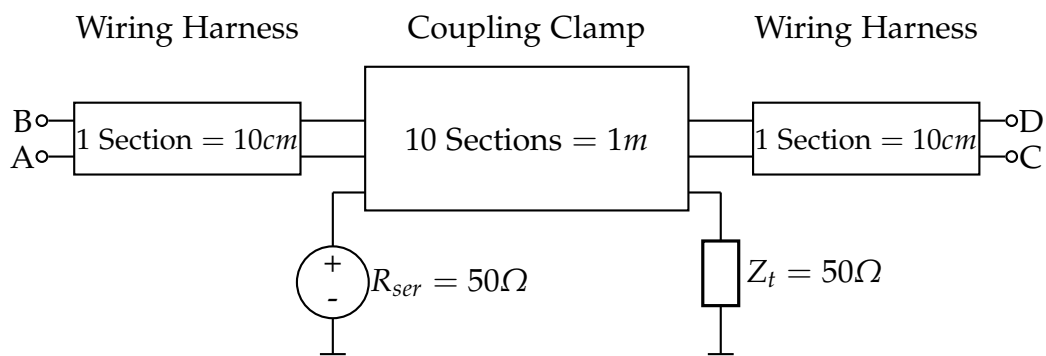 Wiring Harness Coupling Clamp Wiring Harness
B 1 Section = 10cm 10 Sections = 1m 1 Section = 10cm D
A C
+
-
R_ser = 50Ω Z_t = 50Ω